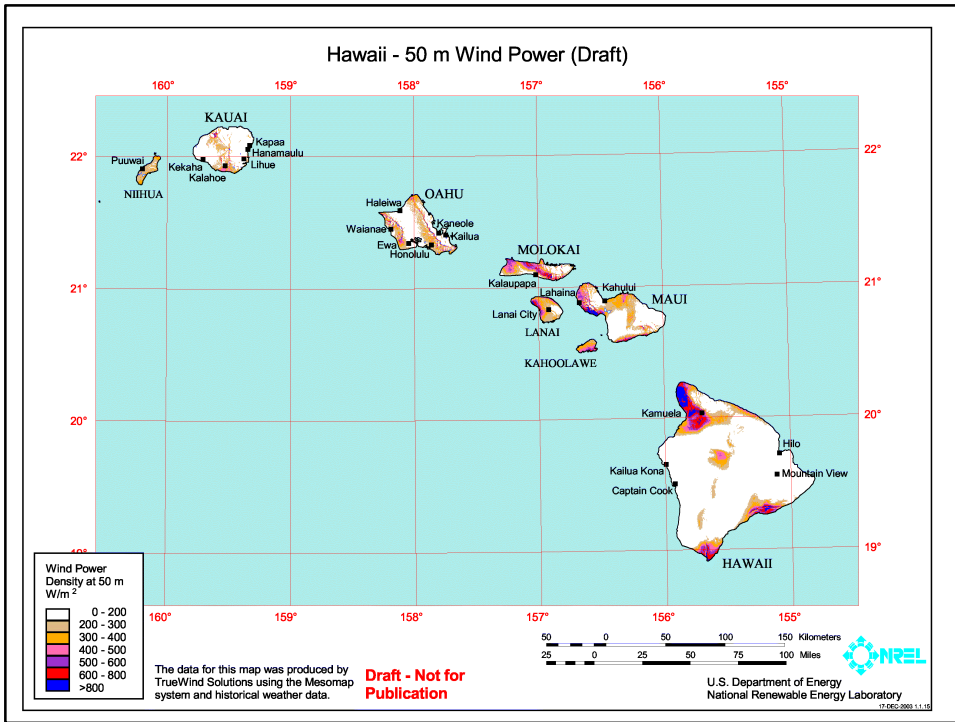 Hawaii - 50 m Wind Power (Draft)
160° 159° 158° 157° 156° 155°
KAUAI
Kapaa
Hanamaulu
22° 22°
Puuwai
Kekaha
Lihue
Kalahoe
NIIHUA
OAHU
Haleiwa
Kaneole
Waianae
Kailua
Ewa
Honolulu
MOLOKAI
Kalaupapa
21° 21°
Lahaina
Kahului
MAUI
Lanai City
LANAI
KAHOOLAWE
20° 20°
Kamuela
Hilo
Kailua Kona
Mountain View
Captain Cook
19° 19°
HAWAII
Wind Power
Density at 50 m
W/m 2
0 - 200
200 - 300
300 - 400
400 - 500
500 - 600
600 - 800
>800
160° 159° 158° 157° 156° 155°
50 0 50 100 150 Kilometers
25 0 25 50 75 100 Miles
The data for this map was produced by
TrueWind Solutions using the Mesomap
system and historical weather data.
Draft - Not for
Publication
NREL
U.S. Department of Energy
National Renewable Energy Laboratory
17-DEC-2003 1.1.15